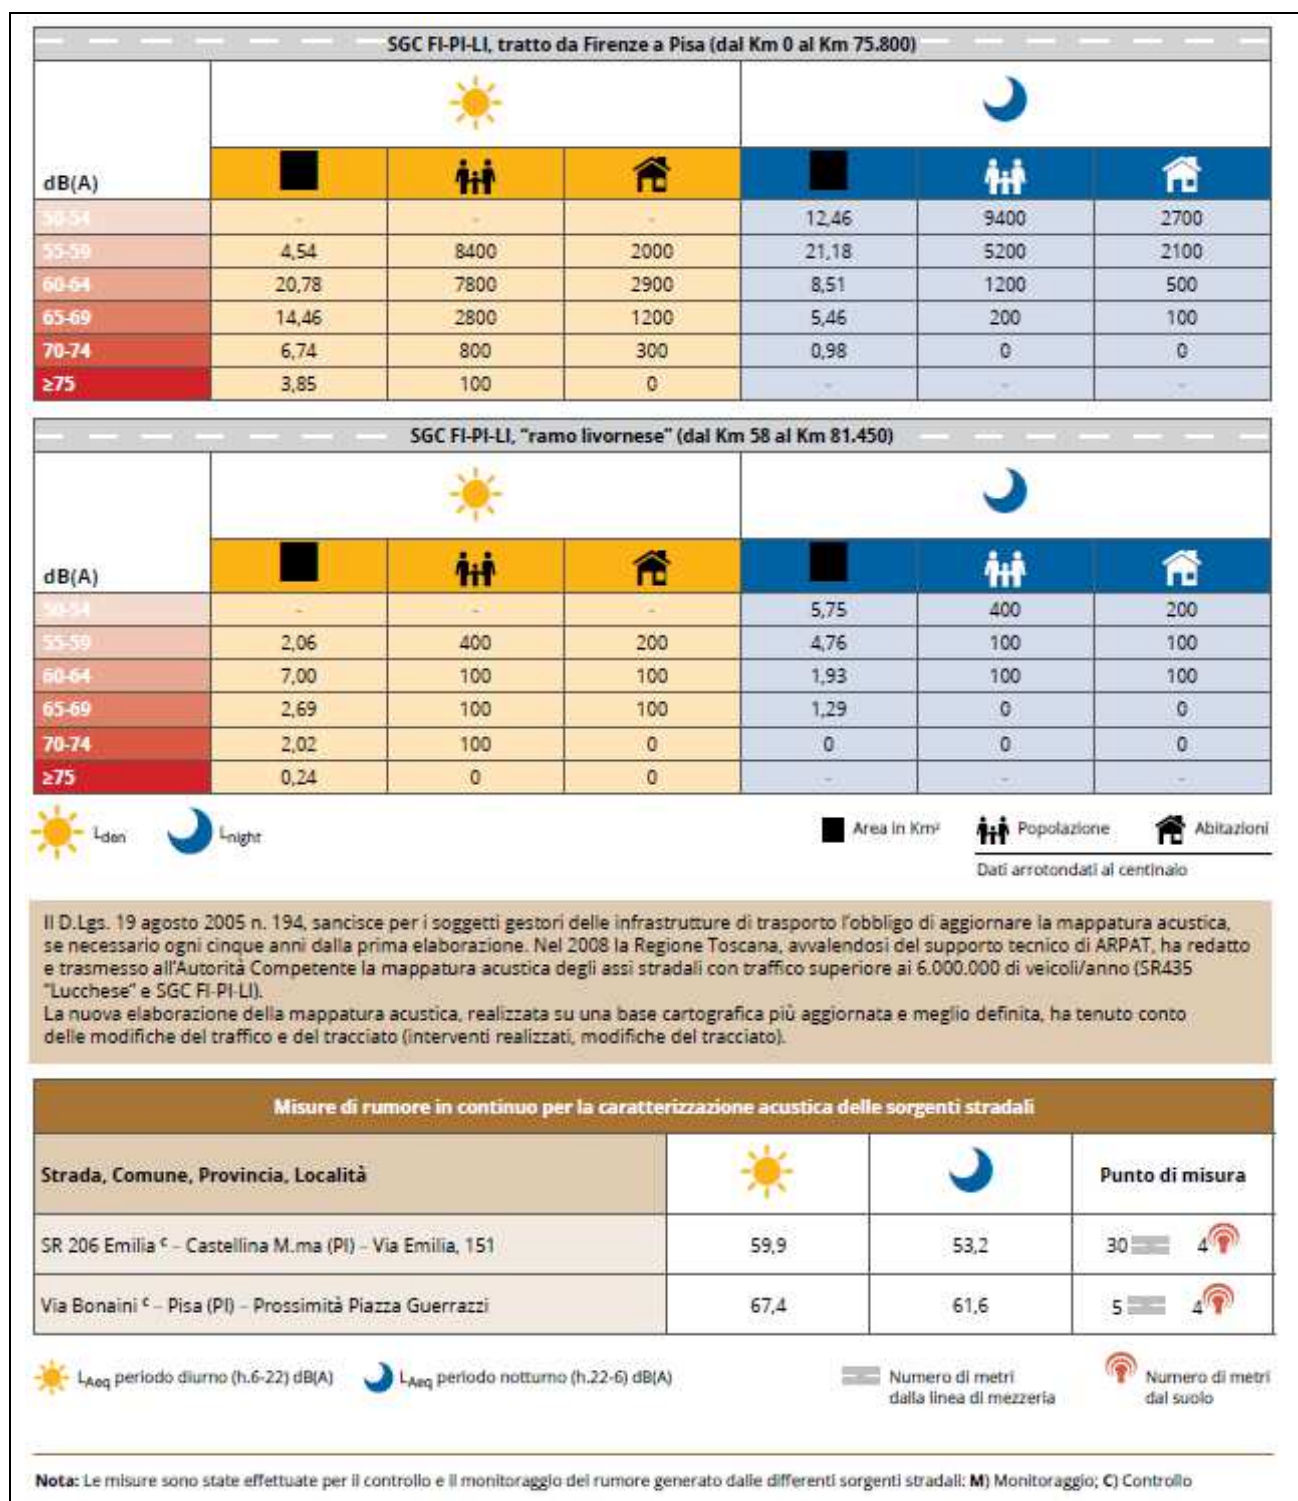 SGC FI-PI-LI, tratto da Firenze a Pisa (dal Km 0 al Km 75.800)
dB(A)
50-54 - - - 12,46 9400 2700
55-59 4,54 8400 2000 21,18 5200 2100
60-64 20,78 7800 2900 8,51 1200 500
65-69 14,46 2800 1200 5,46 200 100
70-74 6,74 800 300 0,98 0 0
≥75 3,85 100 0 - - -
SGC FI-PI-LI, "ramo livornese" (dal Km 58 al Km 81.450)
dB(A)
50-54 - - - 5,75 400 200
55-59 2,06 400 200 4,76 100 100
60-64 7,00 100 100 1,93 100 100
65-69 2,69 100 100 1,29 0 0
70-74 2,02 100 0 0 0 0
≥75 0,24 0 0 - - -
Lden Lnight Area in Km² Popolazione Abitazioni
Dati arrotondati al centinaio
Il D.Lgs. 19 agosto 2005 n. 194, sancisce per i soggetti gestori delle infrastrutture di trasporto l'obbligo di aggiornare la mappatura acustica,
se necessario ogni cinque anni dalla prima elaborazione. Nel 2008 la Regione Toscana, avvalendosi del supporto tecnico di ARPAT, ha redatto
e trasmesso all'Autorità Competente la mappatura acustica degli assi stradali con traffico superiore ai 6.000.000 di veicoli/anno (SR435
"Lucchese" e SGC FI-PI-LI).
La nuova elaborazione della mappatura acustica, realizzata su una base cartografica più aggiornata e meglio definita, ha tenuto conto
delle modifiche del traffico e del tracciato (interventi realizzati, modifiche del tracciato).
Misure di rumore in continuo per la caratterizzazione acustica delle sorgenti stradali
Strada, Comune, Provincia, Località Punto di misura
SR 206 Emilia ᶜ – Castellina M.ma (PI) – Via Emilia, 151 59,9 53,2 30 4
Via Bonaini ᶜ – Pisa (PI) – Prossimità Piazza Guerrazzi 67,4 61,6 5 4
LAeq periodo diurno (h.6-22) dB(A) LAeq periodo notturno (h.22-6) dB(A) Numero di metri Numero di metri
dalla linea di mezzeria dal suolo
Nota: Le misure sono state effettuate per il controllo e il monitoraggio del rumore generato dalle differenti sorgenti stradali: M) Monitoraggio; C) Controllo